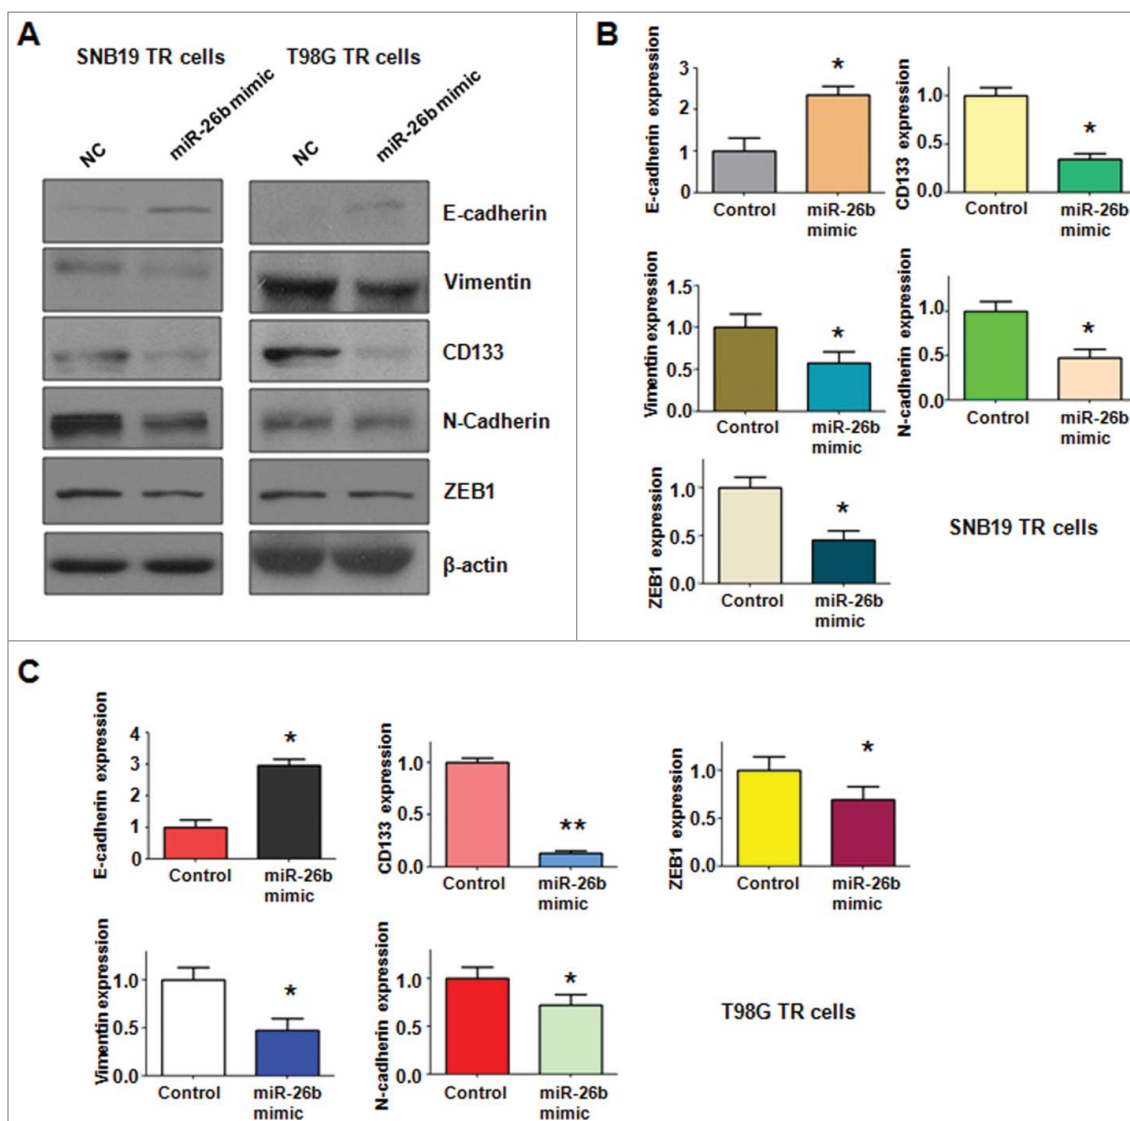 A
SNB19 TR cells
T98G TR cells
NC
miR-26b mimic
NC
miR-26b mimic
E-cadherin
Vimentin
CD133
N-Cadherin
ZEB1
β-actin
B
E-cadherin expression
3
2
1
0
*
Control
miR-26b
mimic
CD133 expression
1.0
0.5
0.0
*
Control
miR-26b
mimic
Vimentin expression
1.5
1.0
0.5
0.0
*
Control
miR-26b
mimic
N-cadherin expression
1.0
0.5
0.0
*
Control
miR-26b
mimic
ZEB1 expression
1.0
0.5
0.0
*
Control
miR-26b
mimic
SNB19 TR cells
C
E-cadherin expression
4
3
2
1
0
*
Control
miR-26b
mimic
CD133 expression
1.0
0.5
0.0
**
Control
miR-26b
mimic
ZEB1 expression
1.0
0.5
0.0
*
Control
miR-26b
mimic
Vimentin expression
1.0
0.5
0.0
*
Control
miR-26b
mimic
N-cadherin expression
1.0
0.5
0.0
*
Control
miR-26b
mimic
T98G TR cells